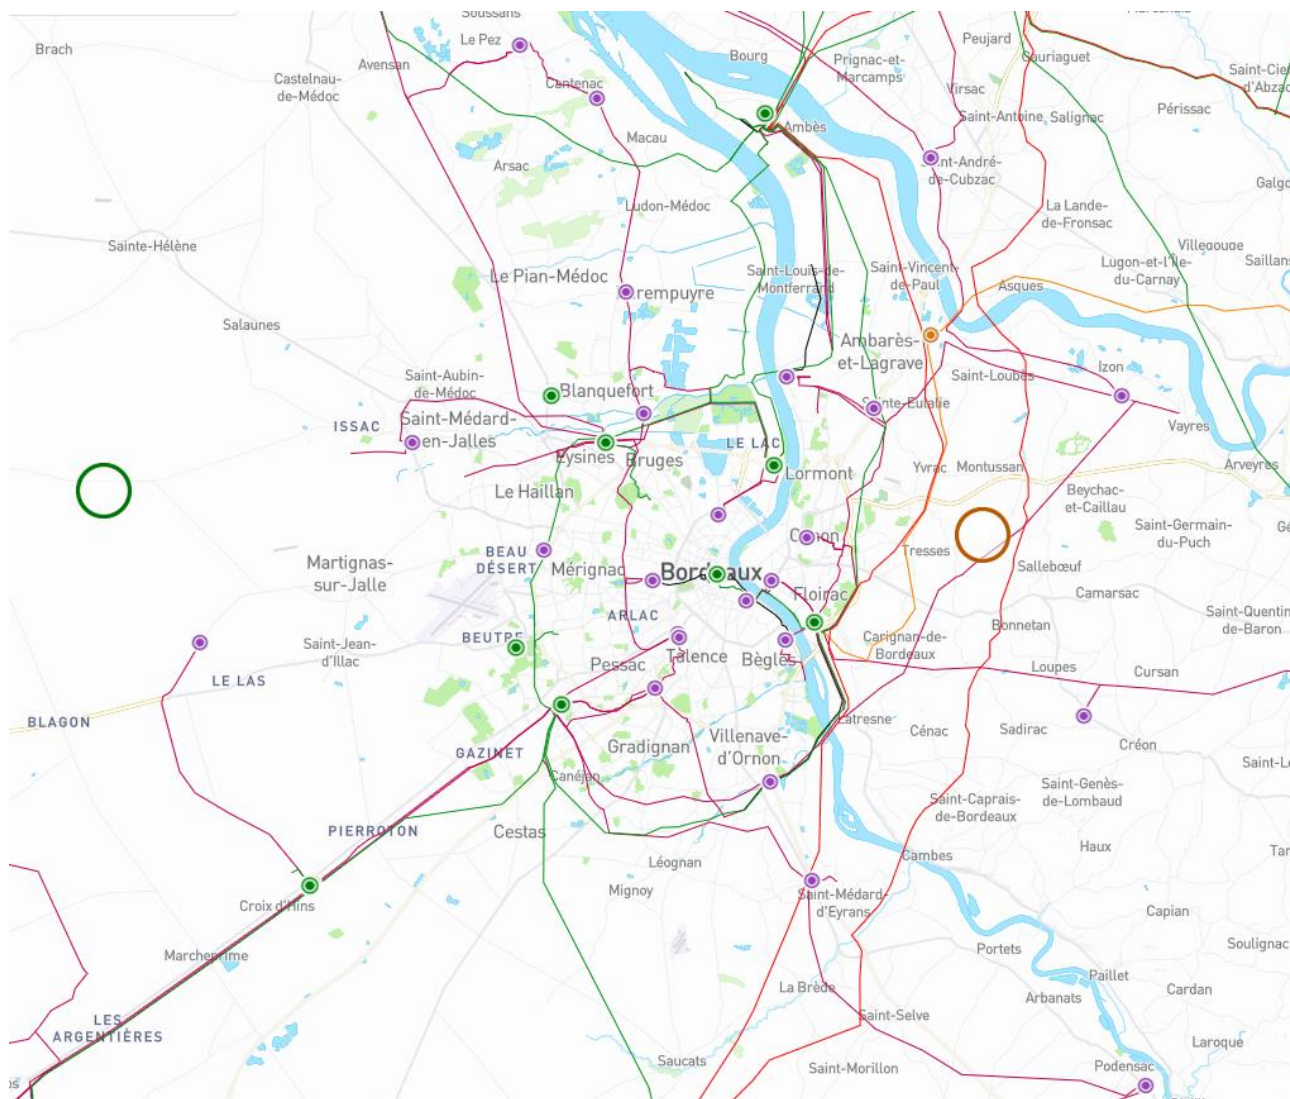 Soussans
Le Pez
Brach
Avensan
Castelnau-
de-Médoc
Cantenac
Macau
Arsac
Bourg
Ambès
Prignac-et-
Marcamps
Peujard
Virsac
Saint-Antoine
Salignac
Périssac
Saint-André-
de-Cubzac
La Lande-
de-Fronsac
Sainte-Hélène
Ludon-Médoc
Le Pian-Médoc
Saint-Louis-de-
Montferrand
Saint-Vincent-
de-Paul
Asques
Lugon-et-l'Île-
du-Carnay
Villegouge
Salaunes
Ambarès-
et-Lagrave
Saint-Loubès
Izon
Vayres
Saint-Aubin-
de-Médoc
Blanquefort
ISSAC
Saint-Médard-
en-Jalles
Sainte-Eulalie
LE LAC
Eysines
Bruges
Lormont
Yvrac
Montussan
Arveyres
Le Haillan
Beychac-
et-Caillau
Saint-Germain-
du-Puch
BEAU
DÉSERT
Mérignac
Bordeaux
Tresses
Sallebœuf
Martignas-
sur-Jalle
Floirac
Camarsac
Saint-Quentin
de-Baron
ARLAC
BEUTRE
Saint-Jean-
d'Illac
Pessac
Talence
Bègles
Carignan-de-
Bordeaux
Bonnetan
Loupes
Cursan
LE LAS
BLAGON
Villenave-
d'Ornon
Latresne
Cénac
Sadirac
Créon
GAZINET
Gradignan
Canéjan
Saint-Genès-
de-Lombaud
Saint-Caprais-
de-Bordeaux
PIERROTON
Cestas
Léognan
Mignoy
Cambes
Haux
Croix d'Hins
Saint-Médard-
d'Eyrans
Capian
Marcheprime
Portets
Soulignac
Paillet
La Brède
Arbanats
Cardan
LES
ARGENTIÈRES
Saint-Selve
Laroque
Saucats
Saint-Morillon
Podensac